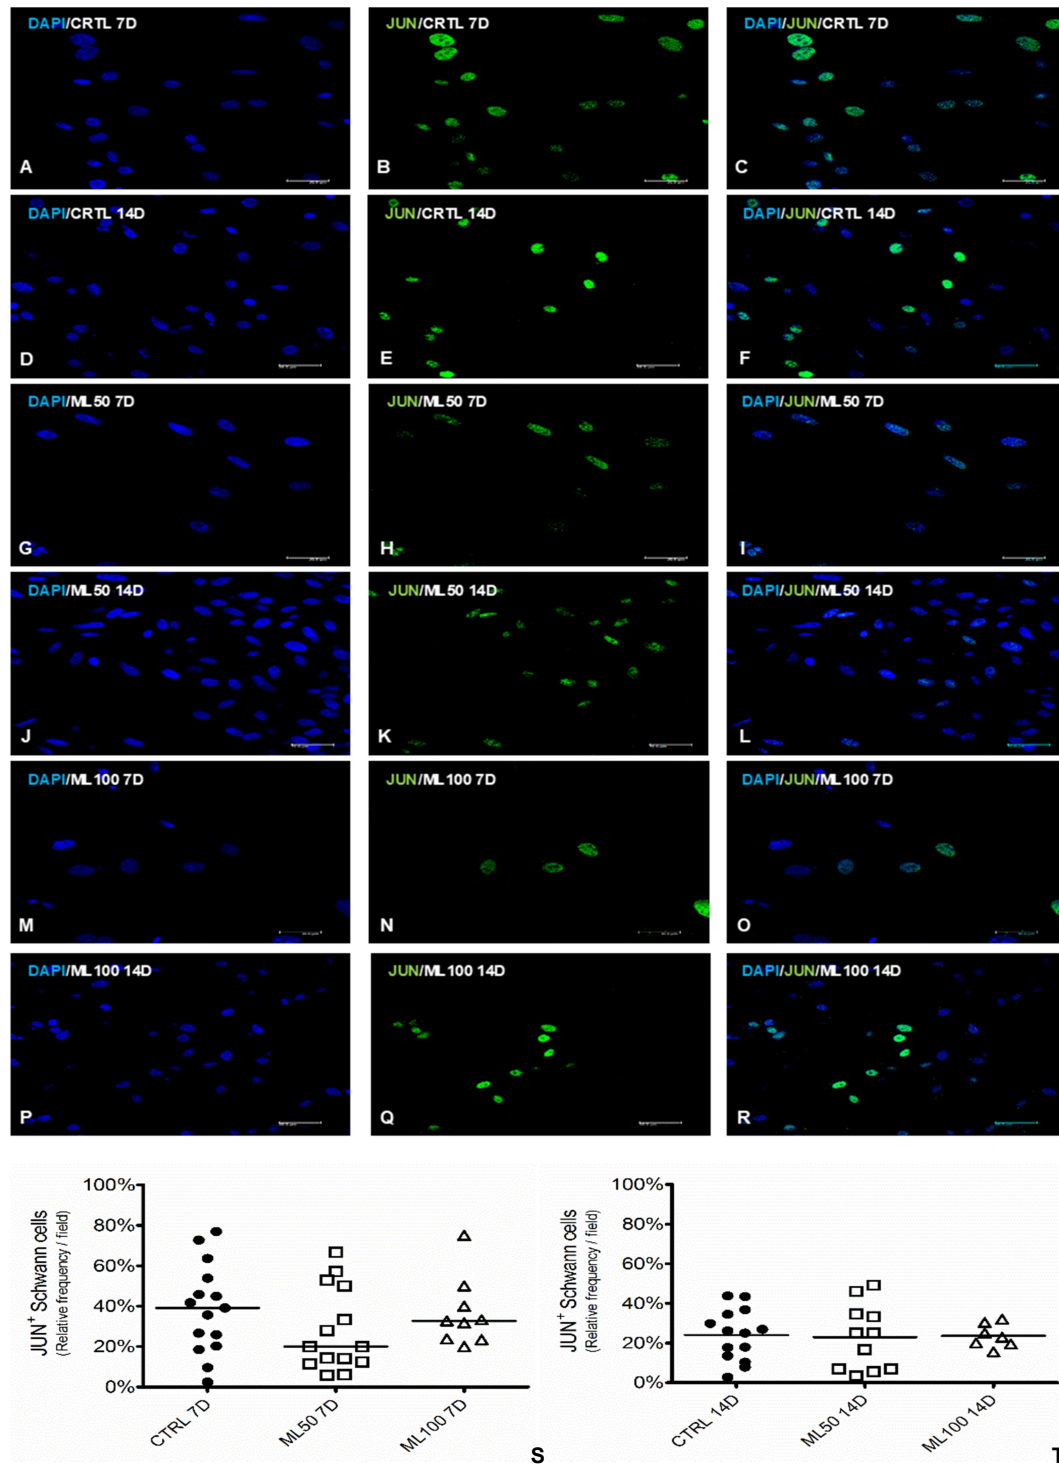 DAPI/CRTL 7D
JUN/CRTL 7D
DAPI/JUN/CRTL 7D
A
B
C
DAPI/CRTL 14D
JUN/CRTL 14D
DAPI/JUN/CRTL 14D
D
E
F
DAPI/ML50 7D
JUN/ML50 7D
DAPI/JUN/ML50 7D
G
H
I
DAPI/ML50 14D
JUN/ML50 14D
DAPI/JUN/ML50 14D
J
K
L
DAPI/ML100 7D
JUN/ML100 7D
DAPI/JUN/ML100 7D
M
N
O
DAPI/ML100 14D
JUN/ML100 14D
DAPI/JUN/ML100 14D
P
Q
R
JUN+ Schwann cells
(Relative frequency / field)
100%
80%
60%
40%
20%
0%
CTRL 7D
ML50 7D
ML100 7D
S
JUN+ Schwann cells
(Relative frequency / field)
100%
80%
60%
40%
20%
0%
CTRL 14D
ML50 14D
ML100 14D
T